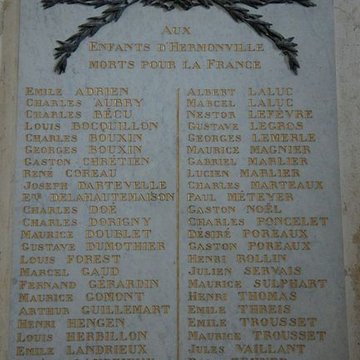 Aux
Enfants d'Hermonville
morts pour la France
Emile ADRIEN
Charles AUBRY
Charles BÉCU
Louis BOCQUILLON
Charles BOUXIN
Georges BOUXIN
Gaston CHRÉTIEN
René COREAU
Joseph DARTEVELLE
DELAHAUTEMAISON
Charles DOÉ
Charles DORIGNY
Maurice DOUBLET
Gustave DUMOTHIER
Louis FOREST
Marcel GAUD
Fernand GÉRARDIN
Maurice GOMONT
Arthur GUILLEMART
Henri HENGEN
Louis HERBILLON
Emile LANDRIEUX
Albert LALUC
Marcel LALUC
Nestor LEFÈVRE
Gustave LEGROS
Georges LEMERLE
Maurice MAGNIER
Gabriel MARLIER
Lucien MARLIER
Charles MARTEAUX
Paul MÉTEYER
Gaston NOËL
Charles PONCELET
Désiré POREAUX
Gaston POREAUX
Henri ROLLIN
Julien SERVAIS
Maurice SULPHART
Henri THOMAS
Emile THREIS
Emile TROUSSET
Maurice TROUSSET
Jules VAILLANT